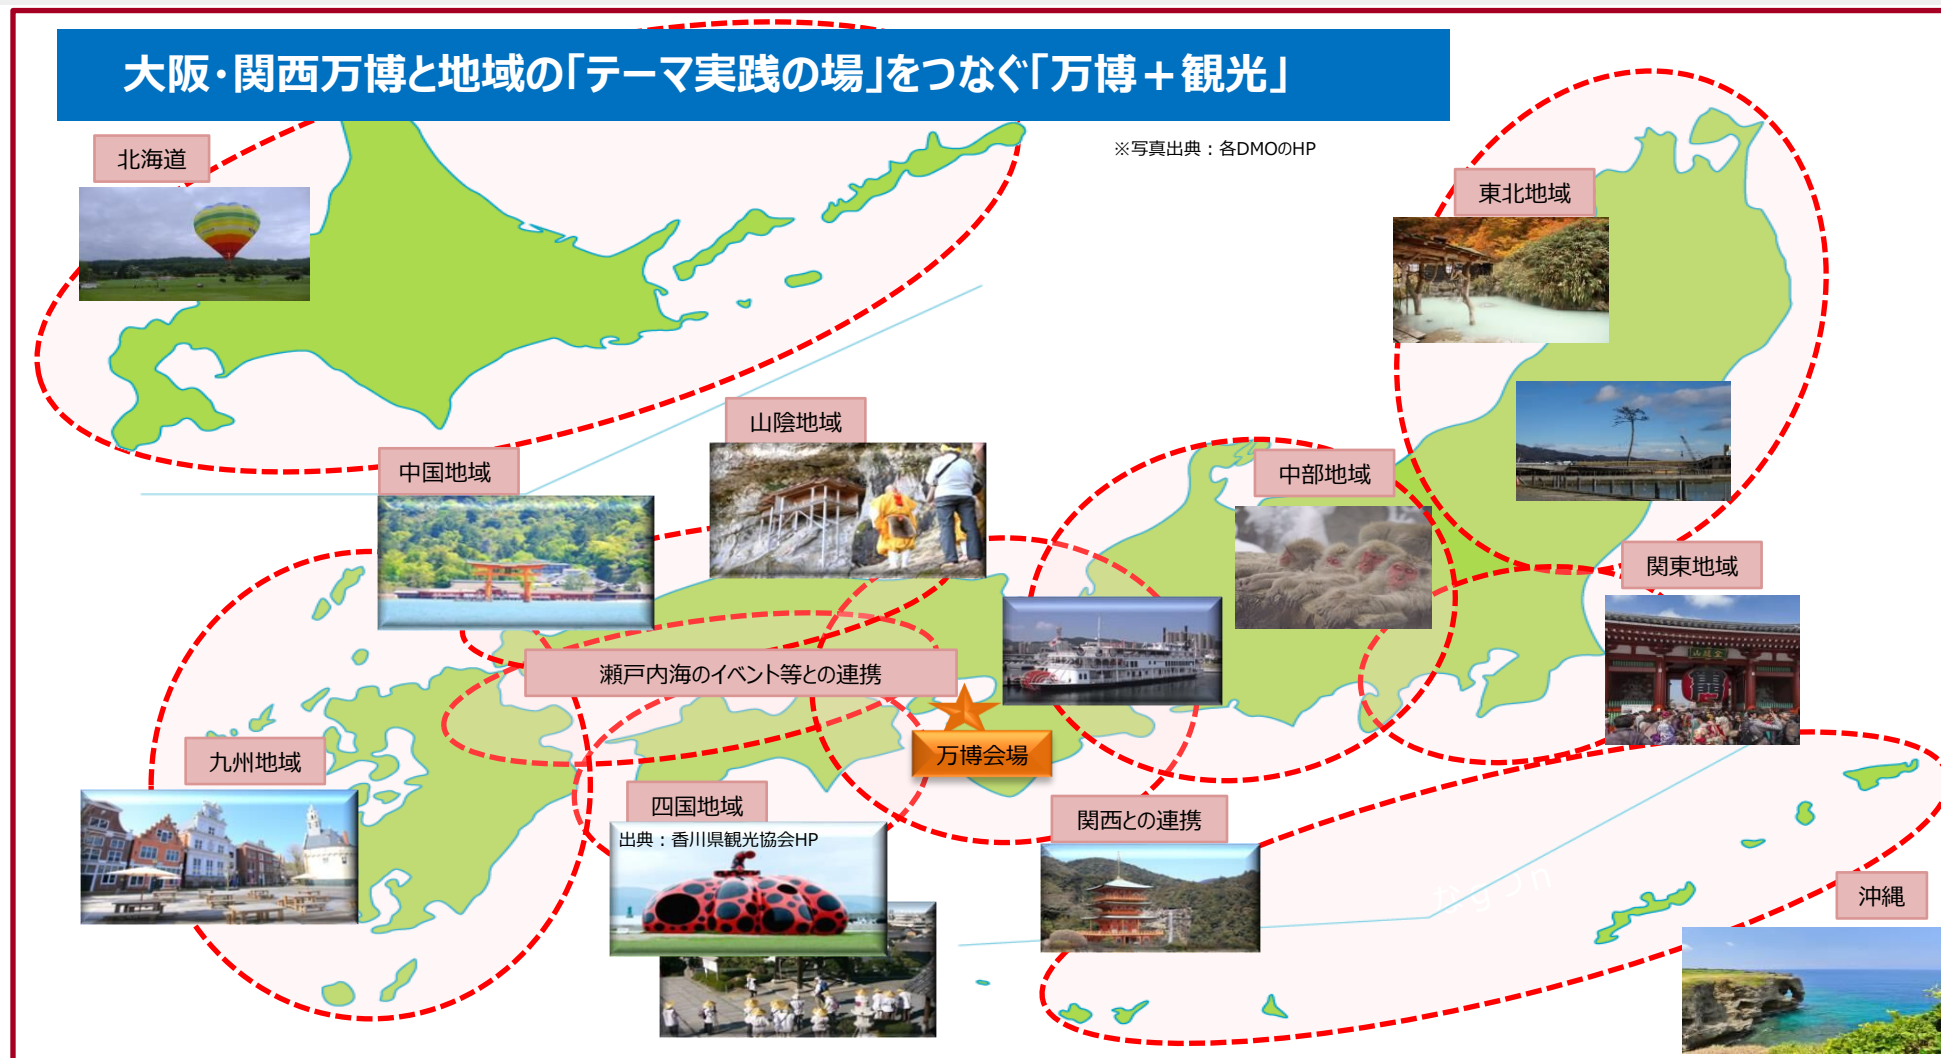 大阪・関西万博と地域の「テーマ実践の場」をつなぐ「万博＋観光」
※写真出典：各DMOのHP
北海道
東北地域
山陰地域
中国地域
中部地域
関東地域
瀬戸内海のイベント等との連携
万博会場
九州地域
四国地域
出典：香川県観光協会HP
関西との連携
沖縄